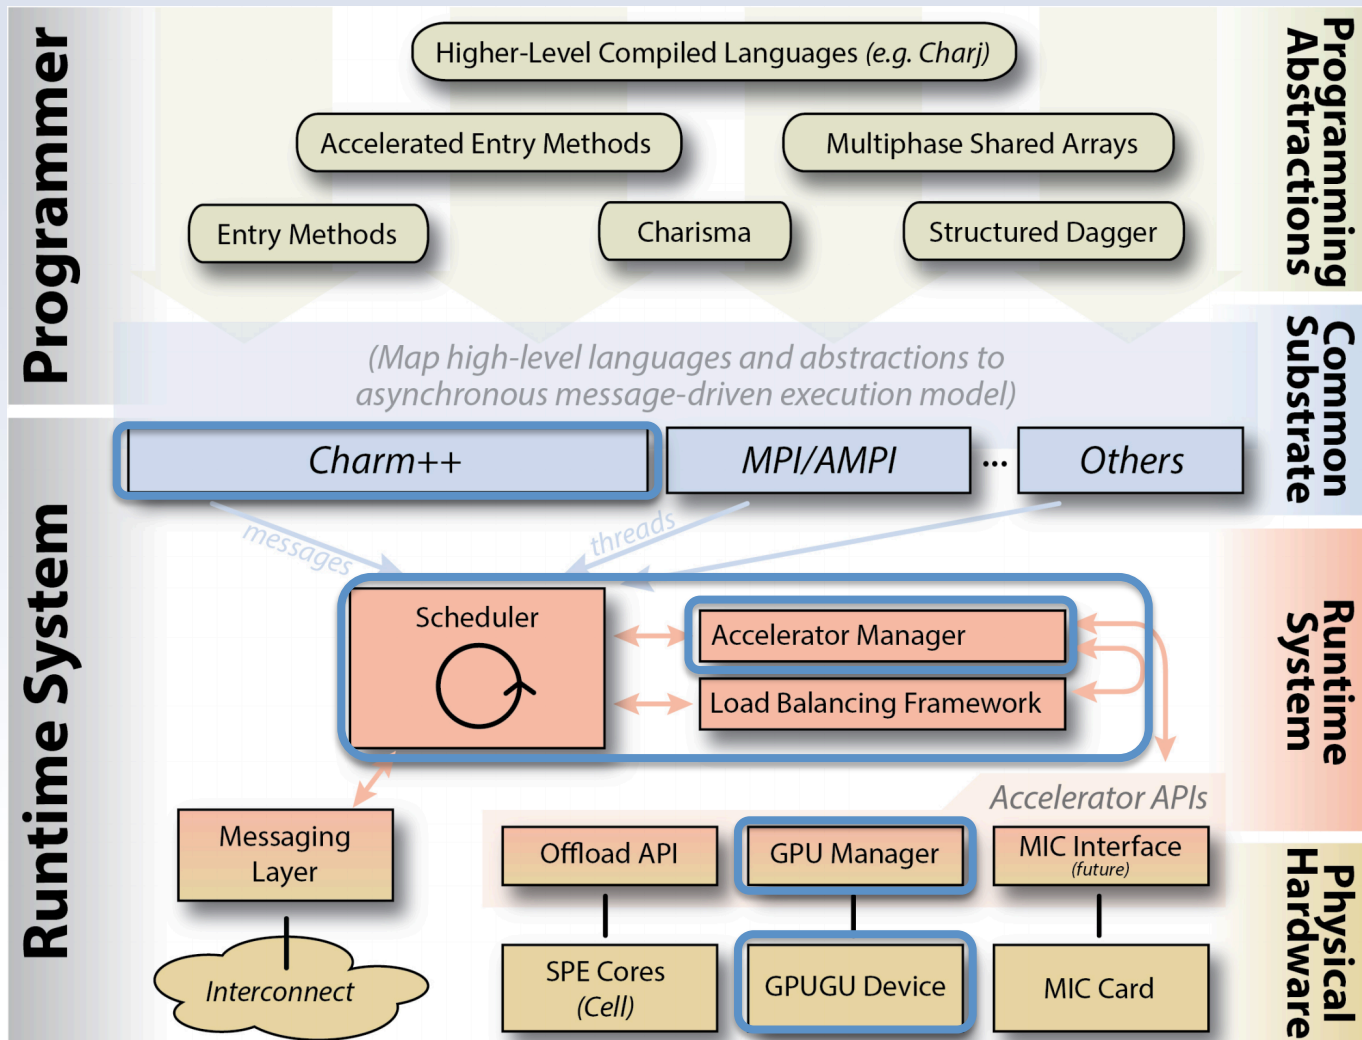 Programmer
Programming
Abstractions
Higher-Level Compiled Languages (e.g. Charj)
Accelerated Entry Methods
Multiphase Shared Arrays
Entry Methods
Charisma
Structured Dagger
Common
Substrate
(Map high-level languages and abstractions to
asynchronous message-driven execution model)
Charm++
MPI/AMPI
...
Others
Runtime System
messages
threads
Runtime
System
Scheduler
Accelerator Manager
Load Balancing Framework
Accelerator APIs
Messaging
Layer
Offload API
GPU Manager
MIC Interface
(future)
Physical
Hardware
Interconnect
SPE Cores
(Cell)
GPUGU Device
MIC Card